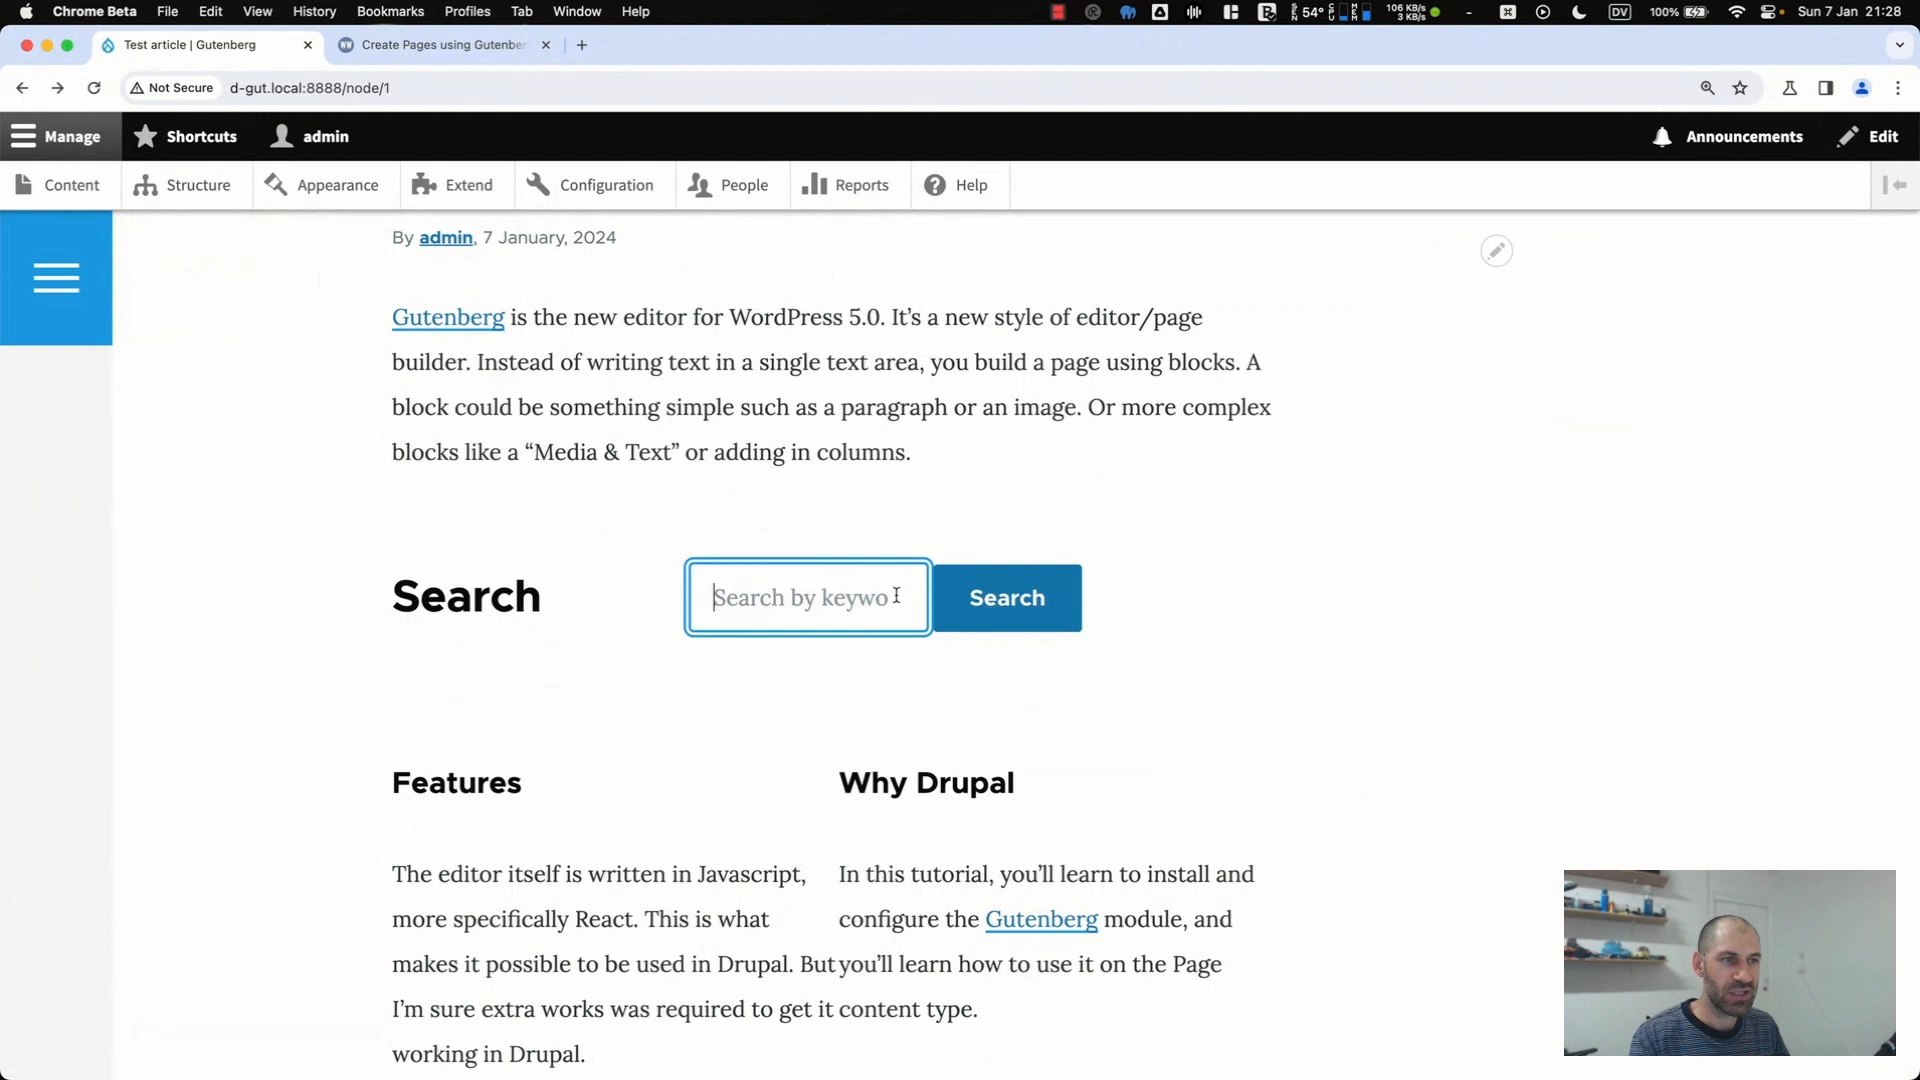 Chrome Beta File Edit View History Bookmarks Profiles Tab Window Help 54° 106 KB/s 3 KB/s DV 100% Sun 7 Jan 21:28
Test article | Gutenberg Create Pages using Gutenber
Not Secure d-gut.local:8888/node/1
Manage Shortcuts admin Announcements Edit
Content Structure Appearance Extend Configuration People Reports Help
By admin, 7 January, 2024
Gutenberg is the new editor for WordPress 5.0. It’s a new style of editor/page
builder. Instead of writing text in a single text area, you build a page using blocks. A
block could be something simple such as a paragraph or an image. Or more complex
blocks like a “Media & Text” or adding in columns.
Search Search by keywo Search
Features
The editor itself is written in Javascript,
more specifically React. This is what
makes it possible to be used in Drupal. But
I’m sure extra works was required to get it
working in Drupal.
Why Drupal
In this tutorial, you’ll learn to install and
configure the Gutenberg module, and
you’ll learn how to use it on the Page
content type.